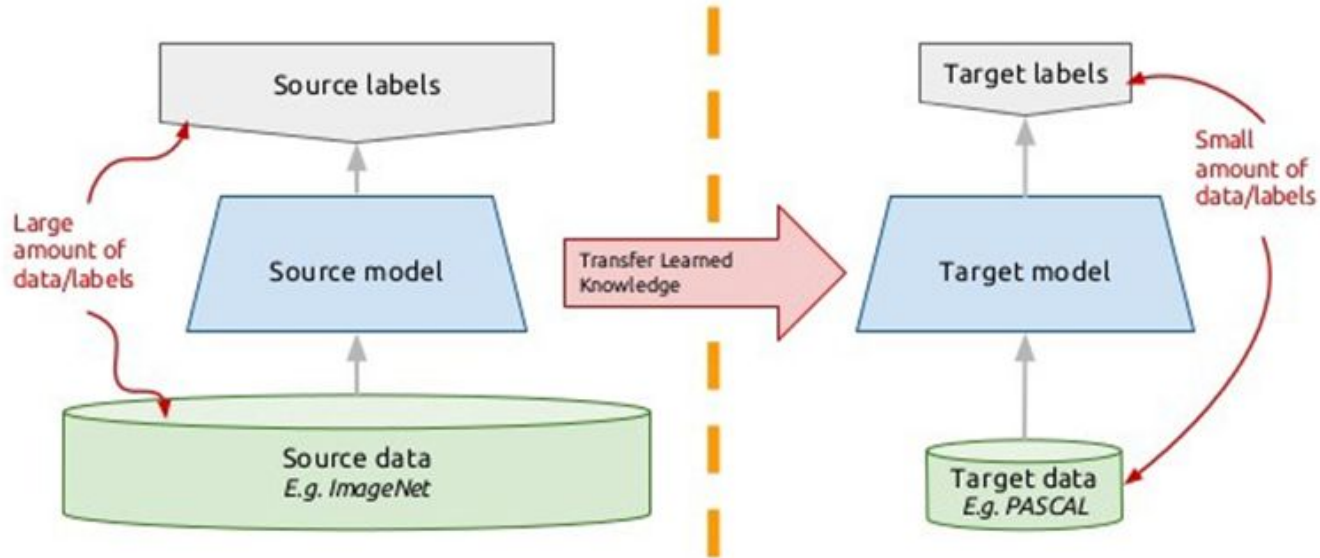 Source labels
Target labels
Large
amount of
data/labels
Small
amount of
data/labels
Source model
Transfer Learned
Knowledge
Target model
Source data
E.g. ImageNet
Target data
E.g. PASCAL